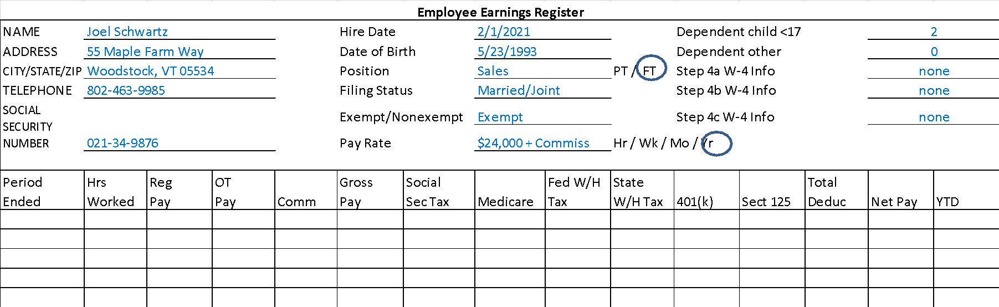 Employee Earnings Register
NAME Joel Schwartz Hire Date 2/1/2021 Dependent child <17 2
ADDRESS 55 Maple Farm Way Date of Birth 5/23/1993 Dependent other 0
CITY/STATE/ZIP Woodstock, VT 05534 Position Sales PT / FT Step 4a W-4 Info none
TELEPHONE 802-463-9985 Filing Status Married/Joint Step 4b W-4 Info none
SOCIAL
SECURITY Exempt/Nonexempt Exempt Step 4c W-4 Info none
NUMBER 021-34-9876 Pay Rate $24,000 + Commiss Hr / Wk / Mo / Yr
Period Hrs Reg OT Gross Social Fed W/H State Total
Ended Worked Pay Pay Comm Pay Sec Tax Medicare Tax W/H Tax 401(k) Sect 125 Deduc Net Pay YTD